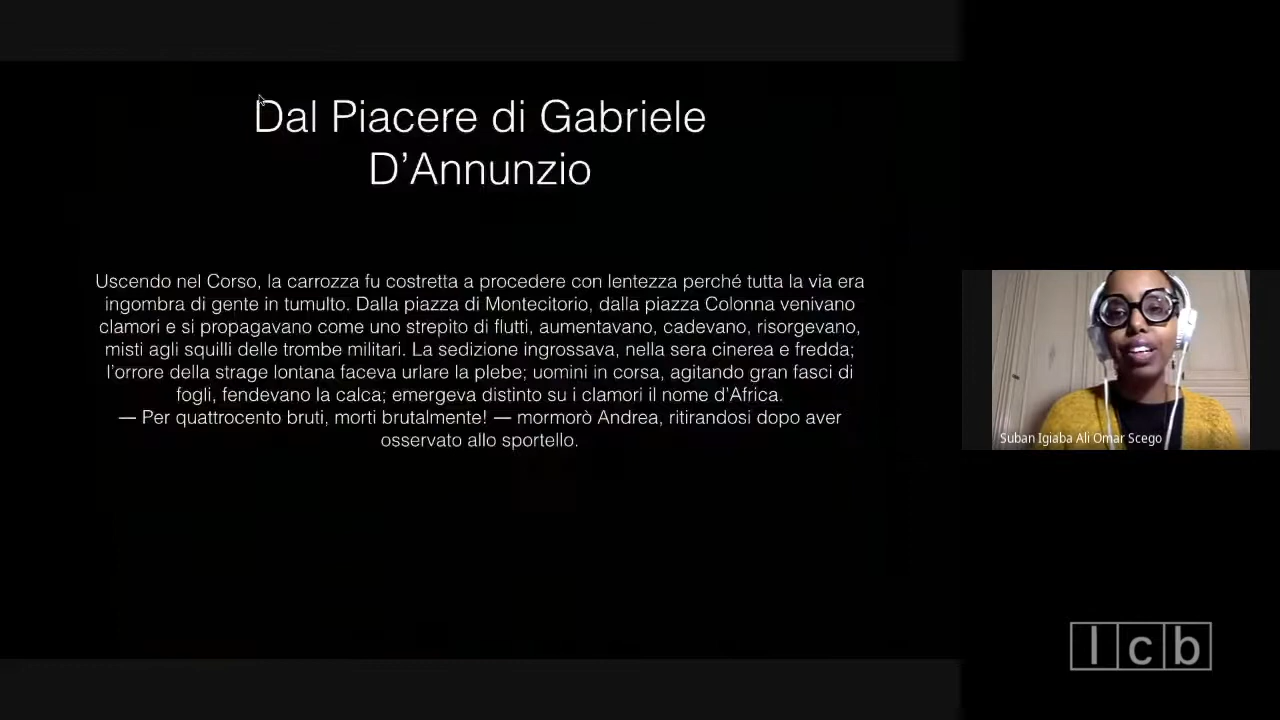 Dal Piacere di Gabriele
D’Annunzio
Uscendo nel Corso, la carrozza fu costretta a procedere con lentezza perché tutta la via era
ingombra di gente in tumulto. Dalla piazza di Montecitorio, dalla piazza Colonna venivano
clamori e si propagavano come uno strepito di flutti, aumentavano, cadevano, risorgevano,
misti agli squilli delle trombe militari. La sedizione ingrossava, nella sera cinerea e fredda;
l’orrore della strage lontana faceva urlare la plebe; uomini in corsa, agitando gran fasci di
fogli, fendevano la calca; emergeva distinto su i clamori il nome d’Africa.
— Per quattrocento bruti, morti brutalmente! — mormorò Andrea, ritirandosi dopo aver
osservato allo sportello.
Suban Igiaba Ali Omar Scego
lcb